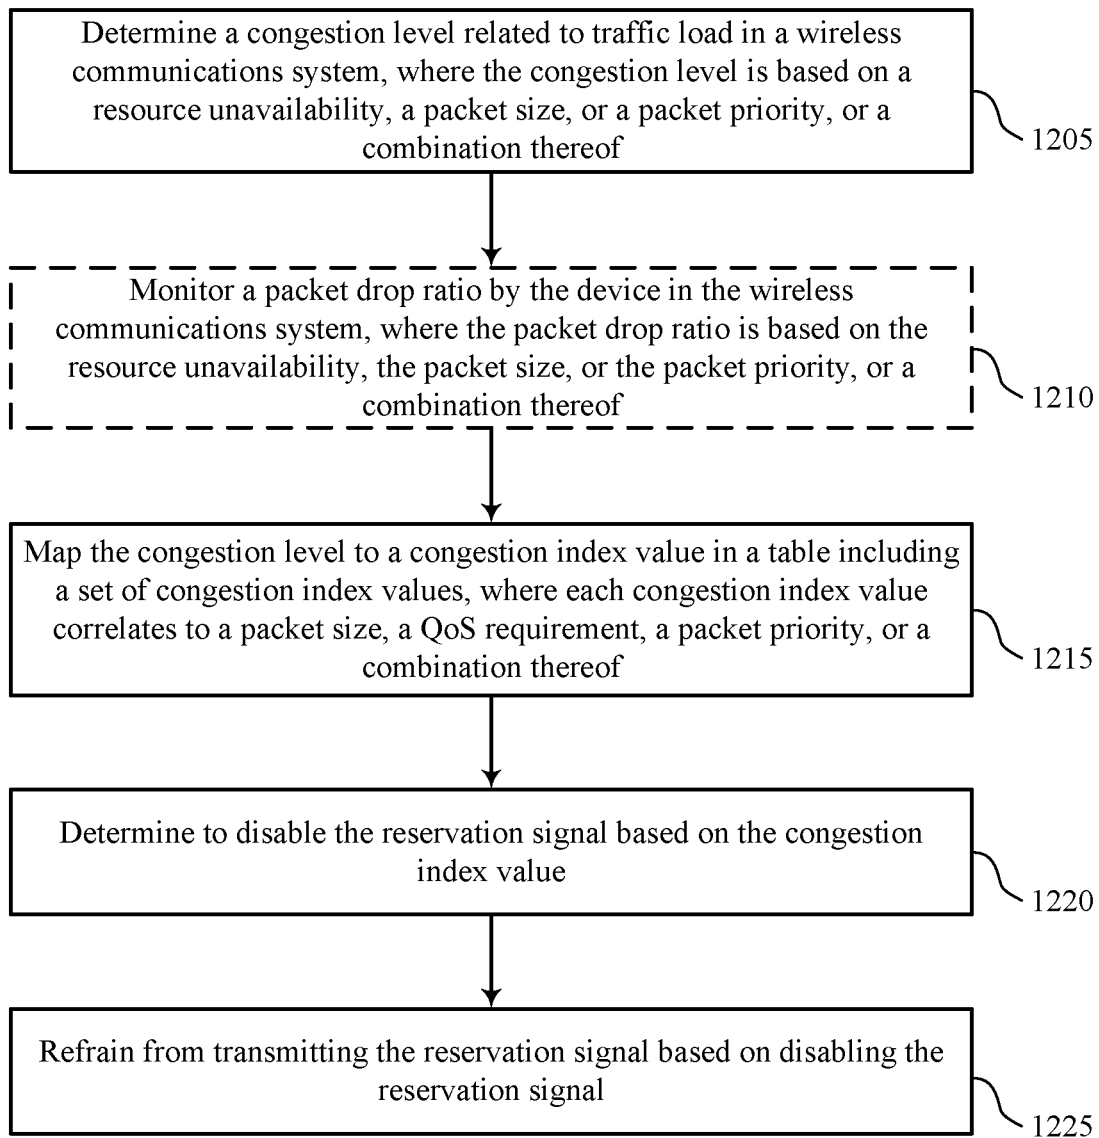 Determine a congestion level related to traffic load in a wireless
communications system, where the congestion level is based on a
resource unavailability, a packet size, or a packet priority, or a
combination thereof
1205
Monitor a packet drop ratio by the device in the wireless
communications system, where the packet drop ratio is based on the
resource unavailability, the packet size, or the packet priority, or a
combination thereof
1210
Map the congestion level to a congestion index value in a table including
a set of congestion index values, where each congestion index value
correlates to a packet size, a QoS requirement, a packet priority, or a
combination thereof
1215
Determine to disable the reservation signal based on the congestion
index value
1220
Refrain from transmitting the reservation signal based on disabling the
reservation signal
1225